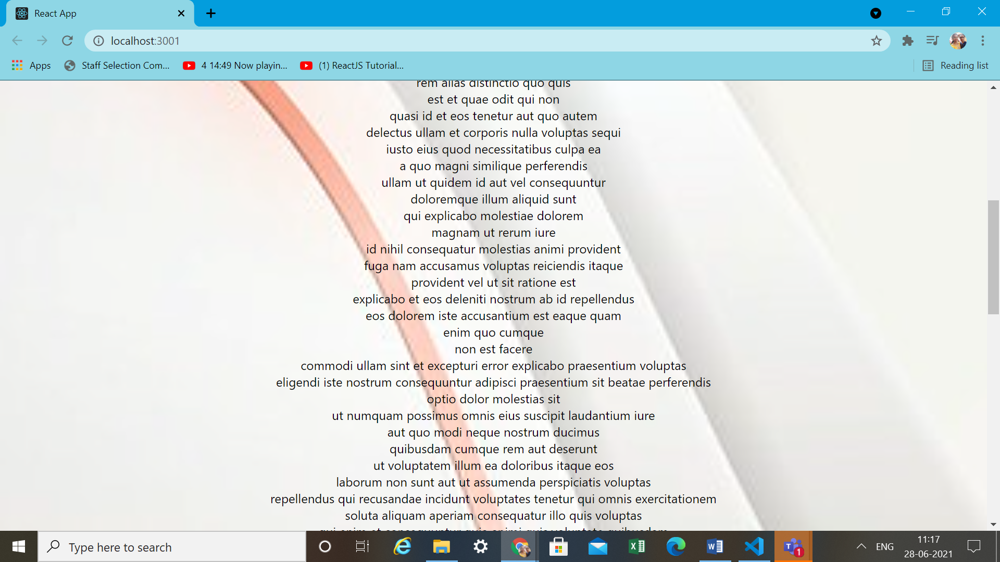 React App
localhost:3001
Apps
Staff Selection Com...
4 14:49 Now playin...
(1) ReactJS Tutorial...
Reading list
rem alias distinctio quo quis
est et quae odit qui non
quasi id et eos tenetur aut quo autem
delectus ullam et corporis nulla voluptas sequi
iusto eius quod necessitatibus culpa ea
a quo magni similique perferendis
ullam ut quidem id aut vel consequuntur
doloremque illum aliquid sunt
qui explicabo molestiae dolorem
magnam ut rerum iure
id nihil consequatur molestias animi provident
fuga nam accusamus voluptas reiciendis itaque
provident vel ut sit ratione est
explicabo et eos deleniti nostrum ab id repellendus
eos dolorem iste accusantium est eaque quam
enim quo cumque
non est facere
commodi ullam sint et excepturi error explicabo praesentium voluptas
eligendi iste nostrum consequuntur adipisci praesentium sit beatae perferendis
optio dolor molestias sit
ut numquam possimus omnis eius suscipit laudantium iure
aut quo modi neque nostrum ducimus
quibusdam cumque rem aut deserunt
ut voluptatem illum ea doloribus itaque eos
laborum non sunt aut ut assumenda perspiciatis voluptas
repellendus qui recusandae incidunt voluptates tenetur qui omnis exercitationem
soluta aliquam aperiam consequatur illo quis voluptas
qui enim et consequuntur quia animi quis voluptate quibusdam
Type here to search
1
ENG
11:17
28-06-2021